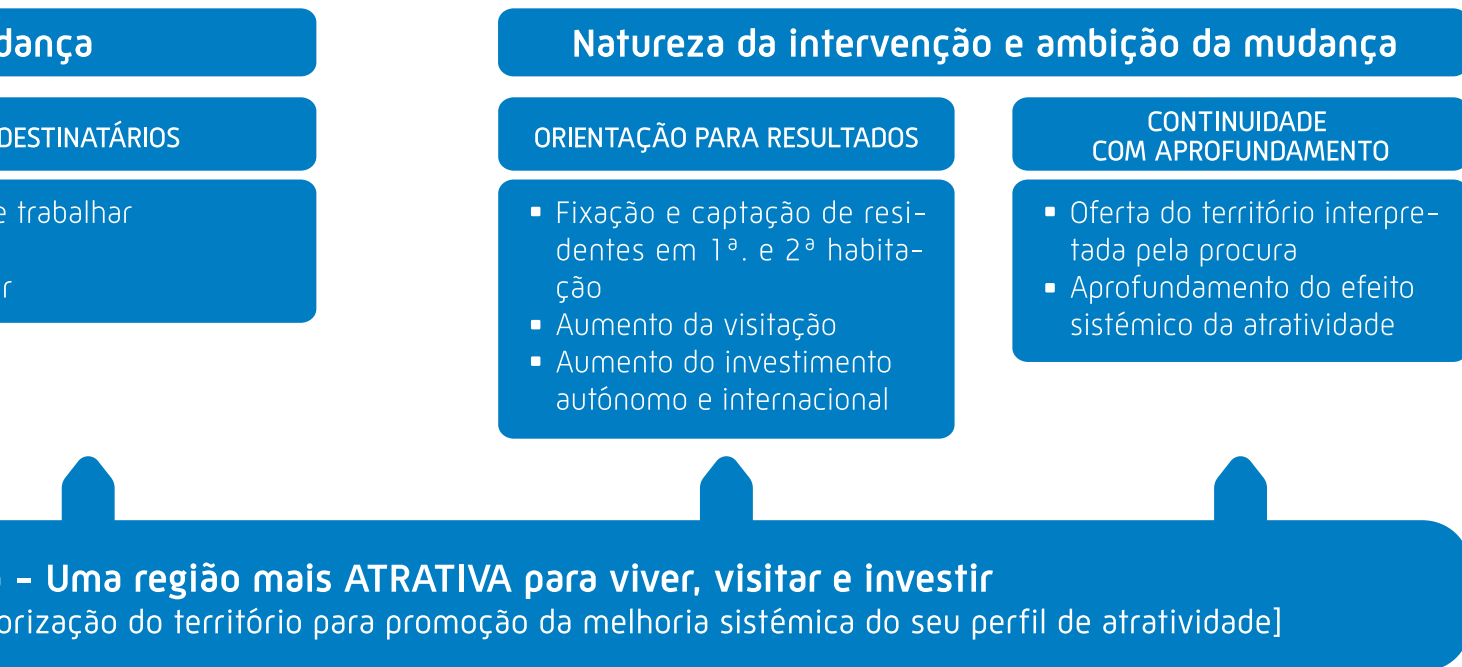 dança
DESTINATÁRIOS
e trabalhar
r
Natureza da intervenção e ambição da mudança
ORIENTAÇÃO PARA RESULTADOS
▪ Fixação e captação de resi-
dentes em 1ª. e 2ª habita-
ção
▪ Aumento da visitação
▪ Aumento do investimento
autónomo e internacional
CONTINUIDADE
COM APROFUNDAMENTO
▪ Oferta do território interpre-
tada pela procura
▪ Aprofundamento do efeito
sistémico da atratividade
– Uma região mais ATRATIVA para viver, visitar e investir
orização do território para promoção da melhoria sistémica do seu perfil de atratividade]